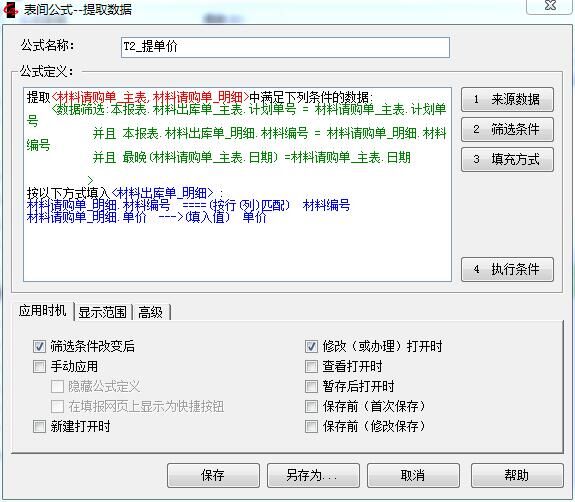 表间公式--提取数据
公式名称:
T2_提单价
公式定义:
提取<材料请购单_主表,材料请购单_明细>中满足下列条件的数据:
<数据筛选:本报表.材料出库单_主表.计划单号 = 材料请购单_主表.计划单
号
并且 本报表.材料出库单_明细.材料编号 = 材料请购单_明细.材料
编号
并且 最晚(材料请购单_主表.日期) =材料请购单_主表.日期
>
按以下方式填入<材料出库单_明细> :
材料请购单_明细.材料编号 ====(按行(列)匹配) 材料编号
材料请购单_明细.单价 --->(填入值) 单价
1 来源数据
2 筛选条件
3 填充方式
4 执行条件
应用时机 显示范围 高级
筛选条件改变后
手动应用
隐藏公式定义
在填报网页上显示为快捷按钮
新建打开时
修改（或办理）打开时
查看打开时
暂存后打开时
保存前（首次保存）
保存前（修改保存）
保存 另存为... 取消 帮助